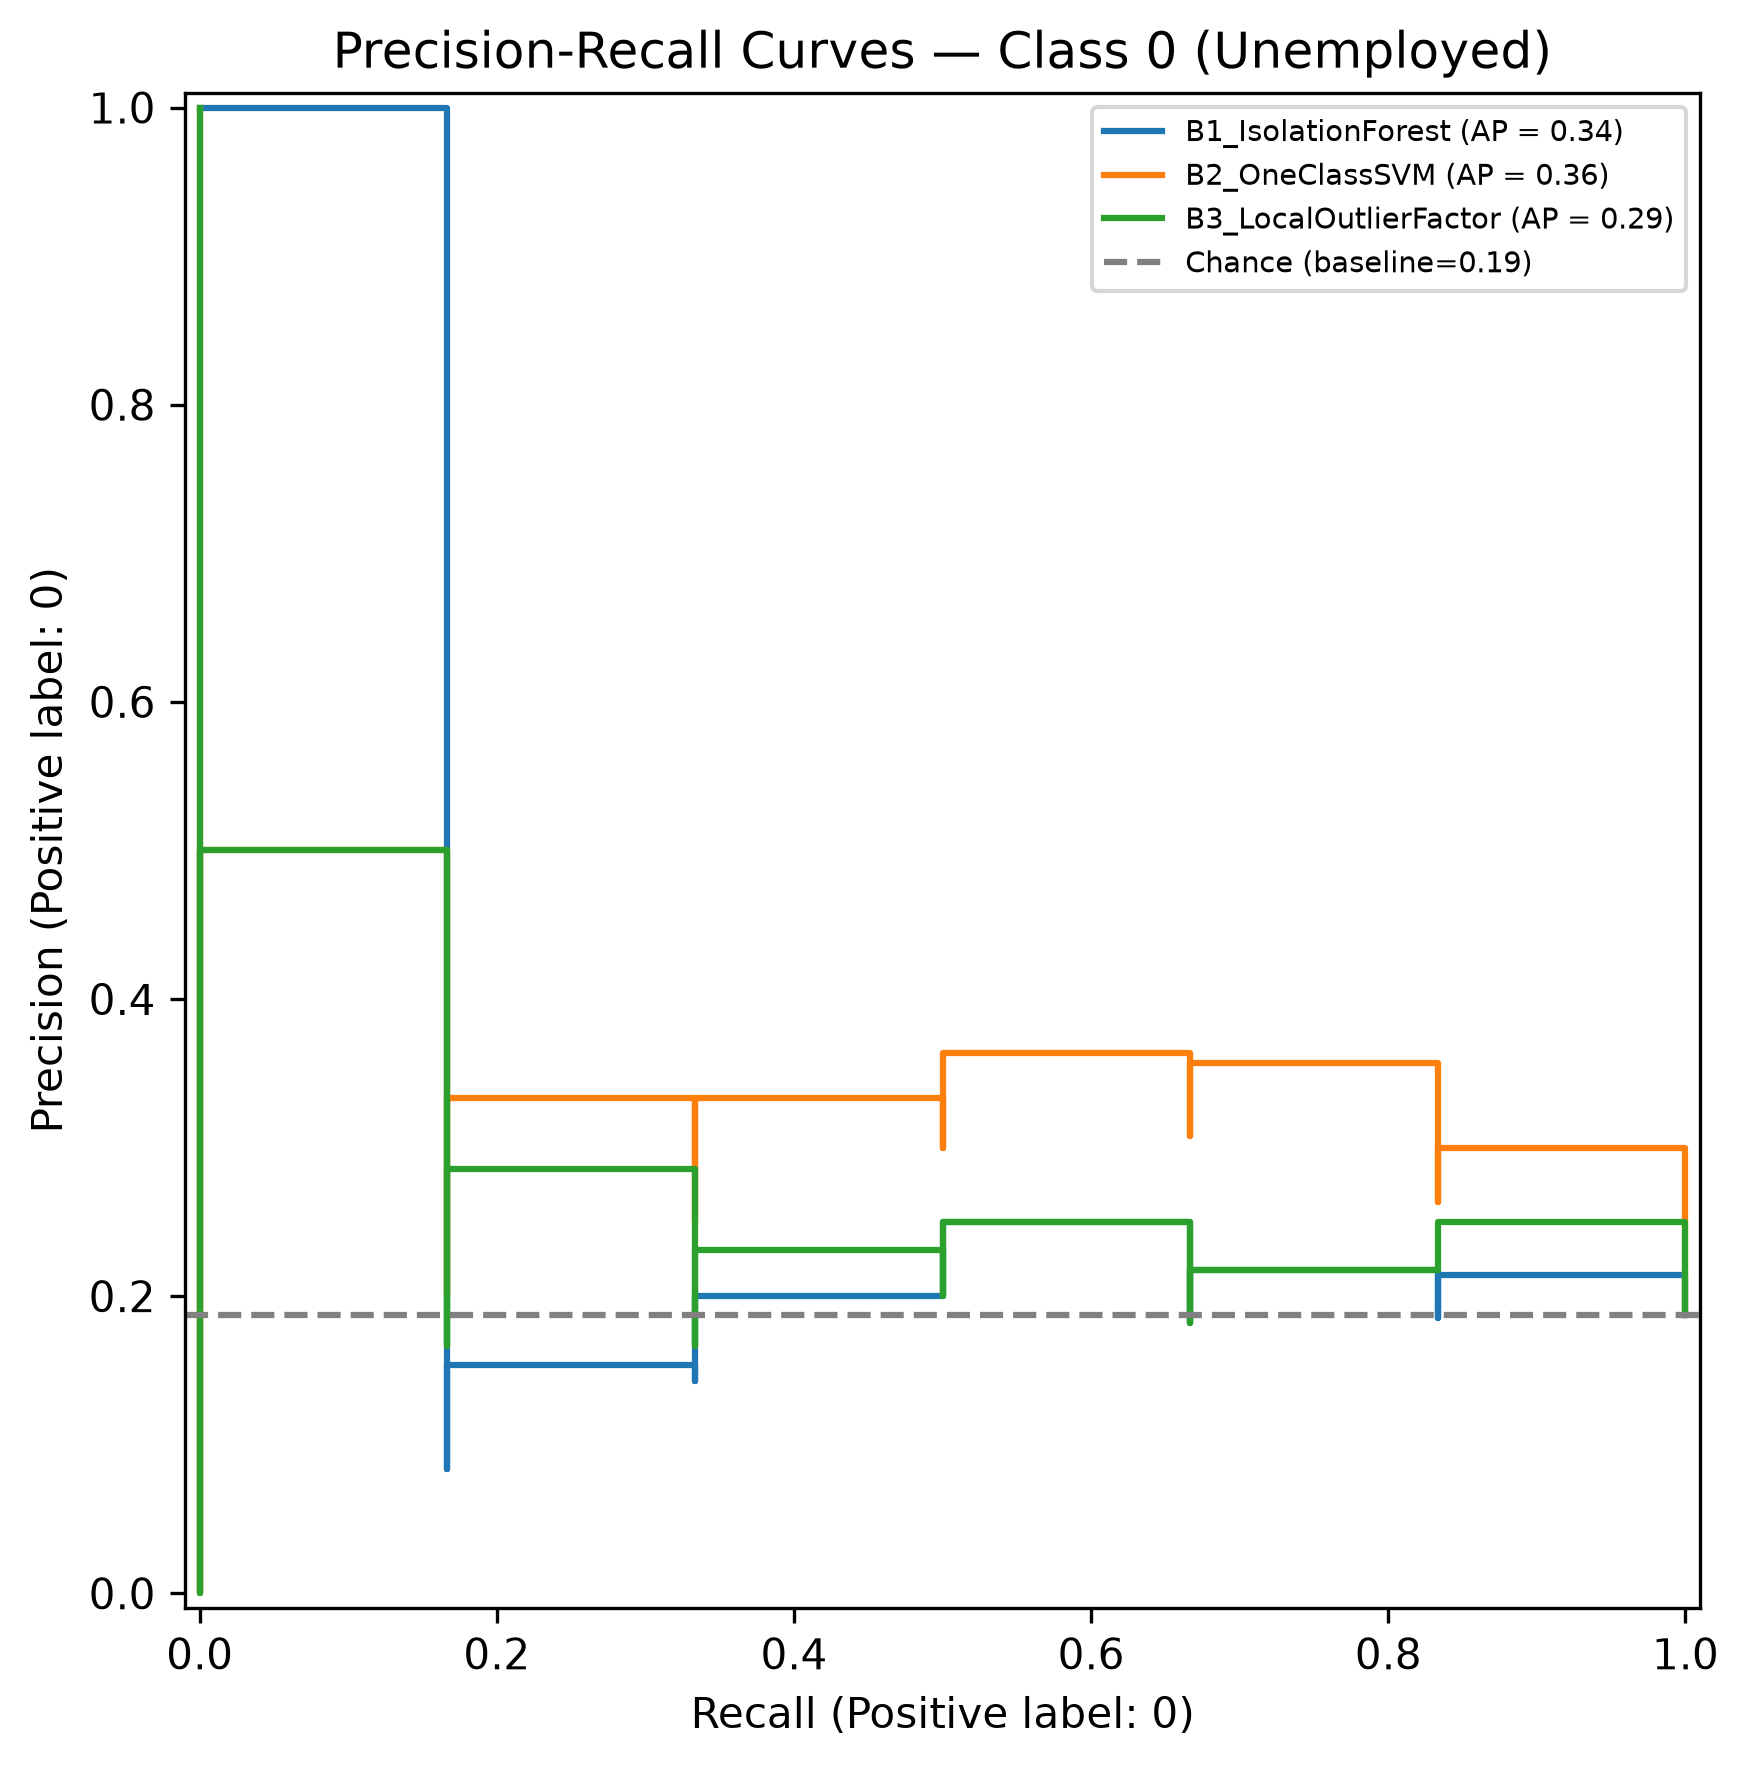 Precision-Recall Curves — Class 0 (Unemployed)
B1_IsolationForest (AP = 0.34)
B2_OneClassSVM (AP = 0.36)
B3_LocalOutlierFactor (AP = 0.29)
Chance (baseline=0.19)
Precision (Positive label: 0)
1.0
0.8
0.6
0.4
0.2
0.0
0.0 0.2 0.4 0.6 0.8 1.0
Recall (Positive label: 0)